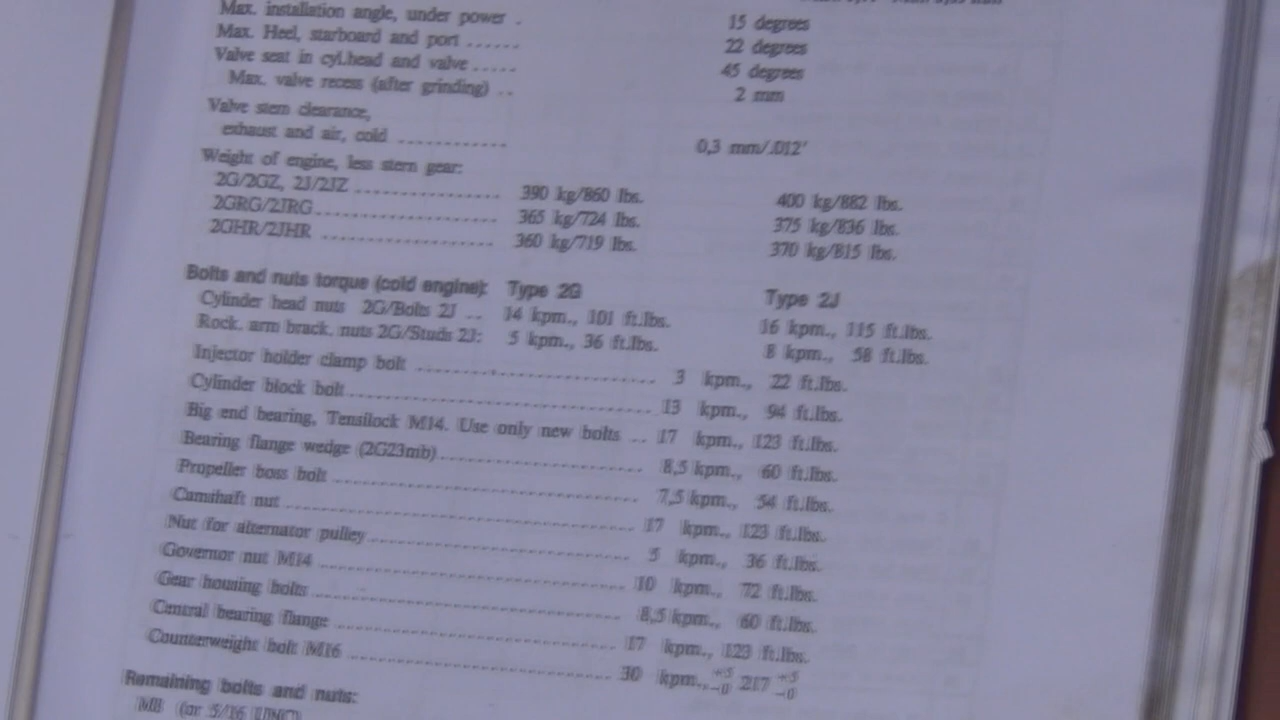 Max. installation angle, under power . 15 degrees
Max. Heel, starboard and port ...... 22 degrees
Valve seat in cyl.head and valve ..... 45 degrees
Max. valve recess (after grinding) .. 2 mm
Valve stem clearance,
exhaust and air, cold ............... 0,3 mm/.012'
Weight of engine, less stern gear:
2G/2GZ, 2J/2JZ ..................... 390 kg/860 lbs. 400 kg/882 lbs.
2GRG/2JRG.......................... 365 kg/724 lbs. 375 kg/836 lbs.
2GHR/2JHR ......................... 360 kg/719 lbs. 370 kg/815 lbs.
Bolts and nuts torque (cold engine): Type 2G Type 2J
Cylinder head nuts 2G/Bolts 2J .. 14 kpm., 101 ft.lbs. 16 kpm., 115 ft.lbs.
Rock. arm brack. nuts 2G/Studs 2J: 5 kpm., 36 ft.lbs. 8 kpm., 58 ft.lbs.
Injector holder clamp bolt ................................... 3 kpm., 22 ft.lbs.
Cylinder block bolt............................................. 13 kpm., 94 ft.lbs.
Big end bearing, Tensilock M14. Use only new bolts ... 17 kpm., 123 ft.lbs.
Bearing flange wedge (2G23mb)............................. 8,5 kpm., 60 ft.lbs.
Propeller boss bolt ............................................. 7,5 kpm., 54 ft.lbs.
Camshaft nut ..................................................... 17 kpm., 123 ft.lbs.
Nut for alternator pulley....................................... 5 kpm., 36 ft.lbs.
Governor nut M14 ............................................... 10 kpm., 72 ft.lbs.
Gear housing bolts .............................................. 8,5 kpm., 60 ft.lbs.
Central bearing flange .......................................... 17 kpm., 123 ft.lbs.
Counterweight bolt M16 ........................................ 30 kpm., +5 -0 217 +5 -0
Remaining bolts and nuts:
M8 (or 5/16 UNC)